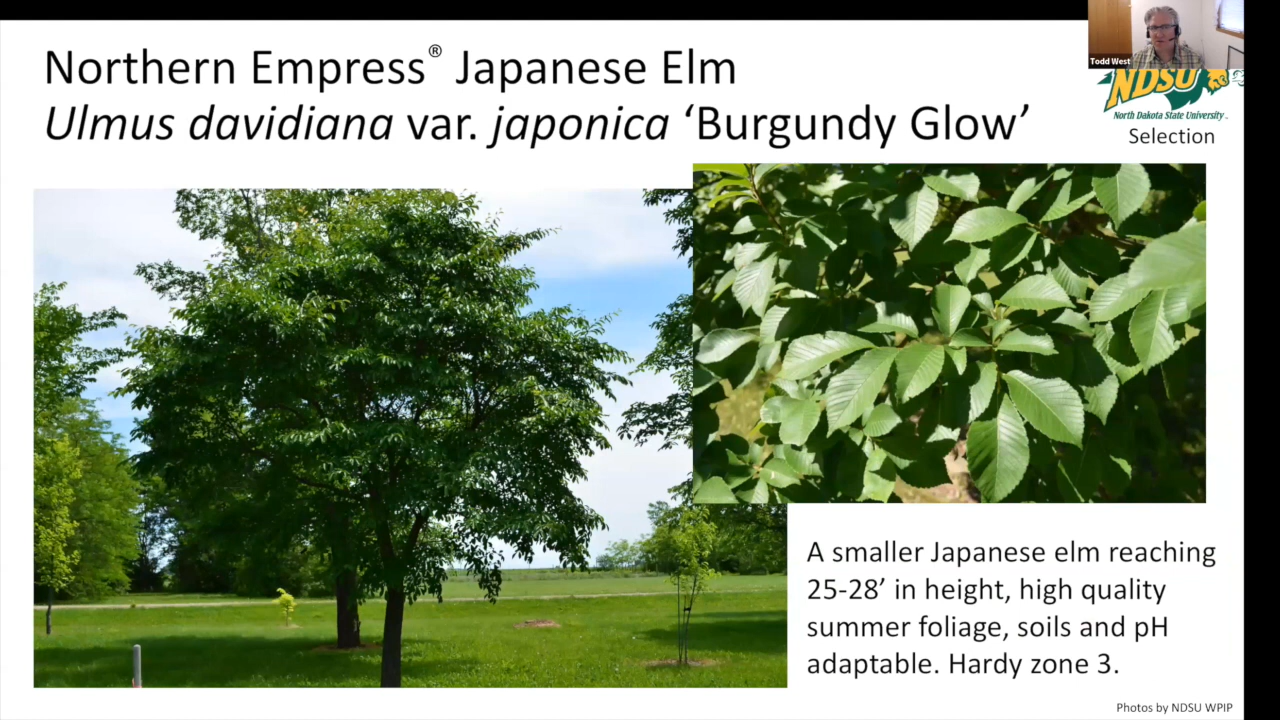 Todd West
Northern Empress® Japanese Elm
Ulmus davidiana var. japonica ‘Burgundy Glow’
NDSU
North Dakota State University
Selection
A smaller Japanese elm reaching
25-28’ in height, high quality
summer foliage, soils and pH
adaptable. Hardy zone 3.
Photos by NDSU WPIP